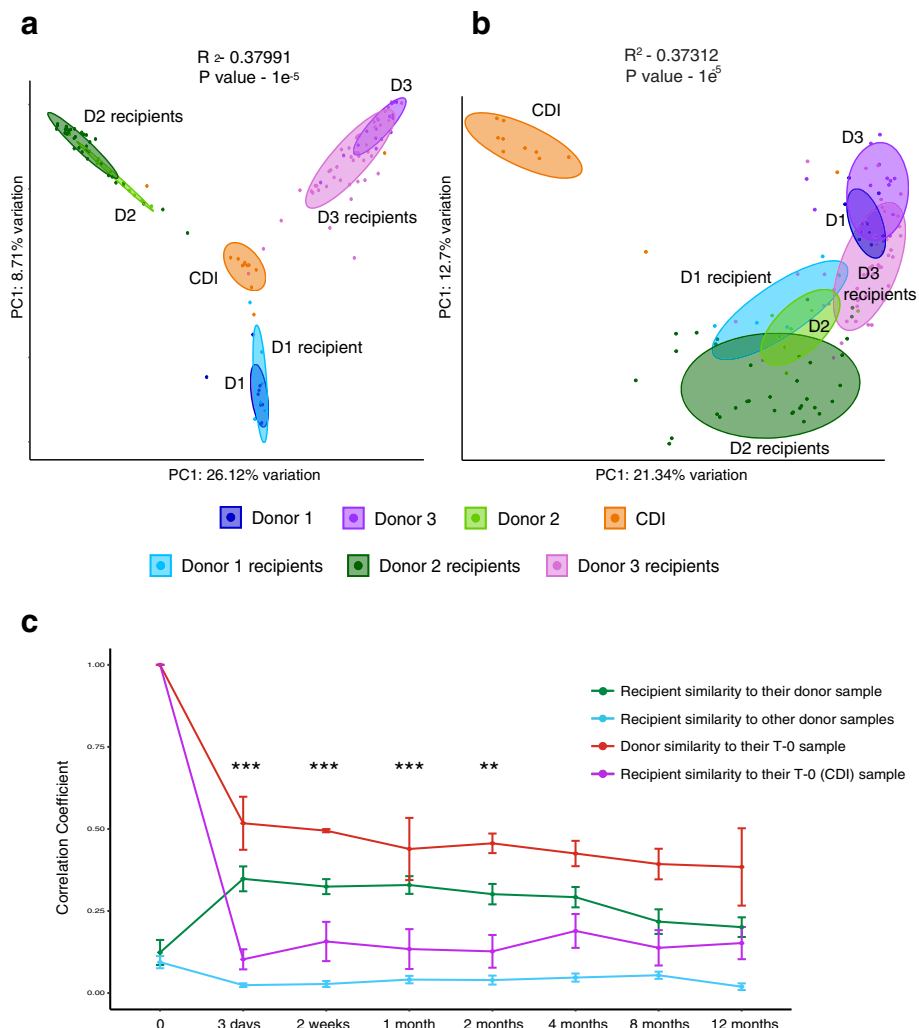 a
R 2- 0.37991
P value - 1e-5
D3
D2 recipients
D2
D3 recipients
CDI
D1 recipient
D1
PC1: 8.71% variation
PC1: 26.12% variation
b
R2 - 0.37312
P value - 1e5
CDI
D3
D1
D1 recipient
D3
recipients
D2
D2 recipients
PC1: 12.7% variation
PC1: 21.34% variation
Donor 1
Donor 3
Donor 2
CDI
Donor 1 recipients
Donor 2 recipients
Donor 3 recipients
c
1.00
0.75
0.50
0.25
0.00
Correlation Coefficient
***
***
***
**
Recipient similarity to their donor sample
Recipient similarity to other donor samples
Donor similarity to their T-0 sample
Recipient similarity to their T-0 (CDI) sample
0
3 days
2 weeks
1 month
2 months
4 months
8 months
12 months